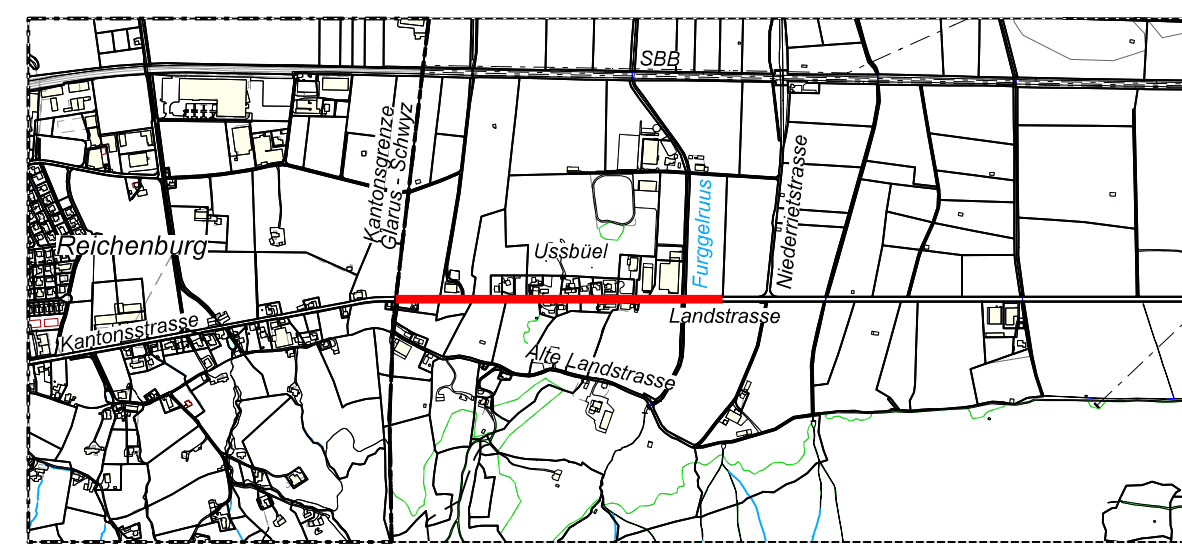 SBB
Kantonsgrenze
Glarus - Schwyz
Niederrietstrasse
Furggelruus
Reichenburg
Ussbüel
Landstrasse
Kantonsstrasse
Alte Landstrasse